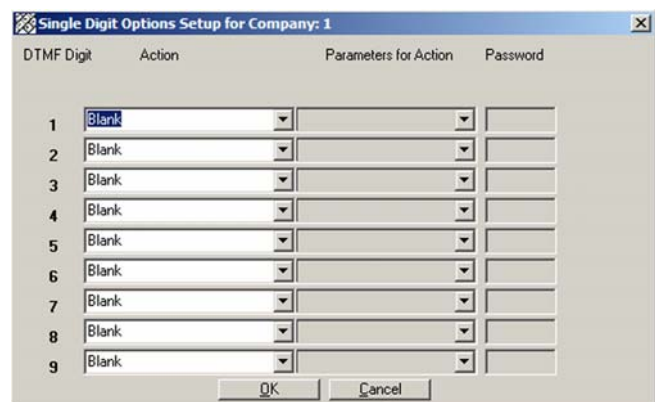 Single Digit Options Setup for Company: 1
DTMF Digit Action Parameters for Action Password
1 Blank
2 Blank
3 Blank
4 Blank
5 Blank
6 Blank
7 Blank
8 Blank
9 Blank
OK Cancel